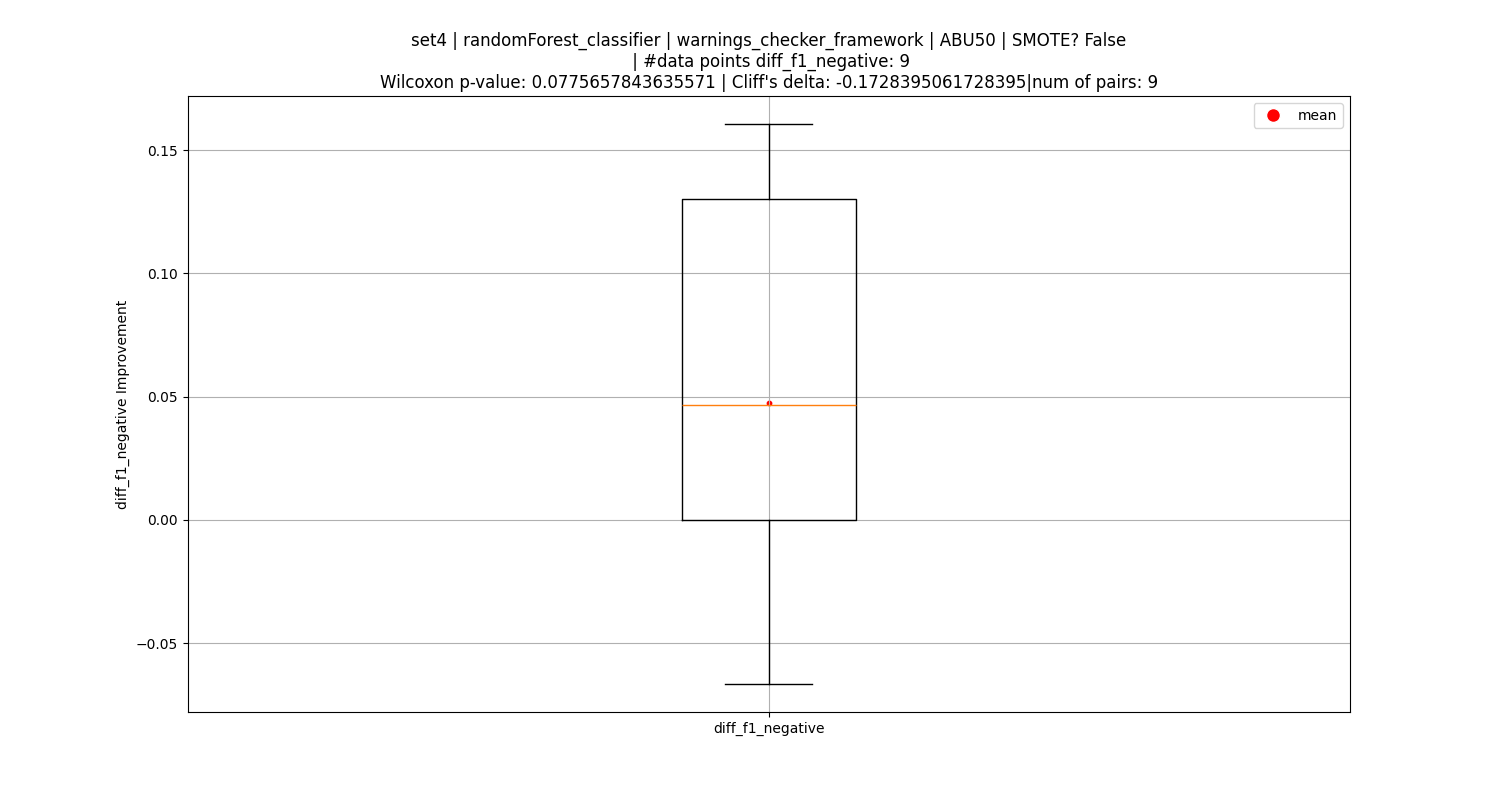 set4 | randomForest_classifier | warnings_checker_framework | ABU50 | SMOTE? False
| #data points diff_f1_negative: 9
Wilcoxon p-value: 0.0775657843635571 | Cliff's delta: -0.1728395061728395|num of pairs: 9
mean
0.15
0.10
0.05
0.00
−0.05
diff_f1_negative Improvement
diff_f1_negative